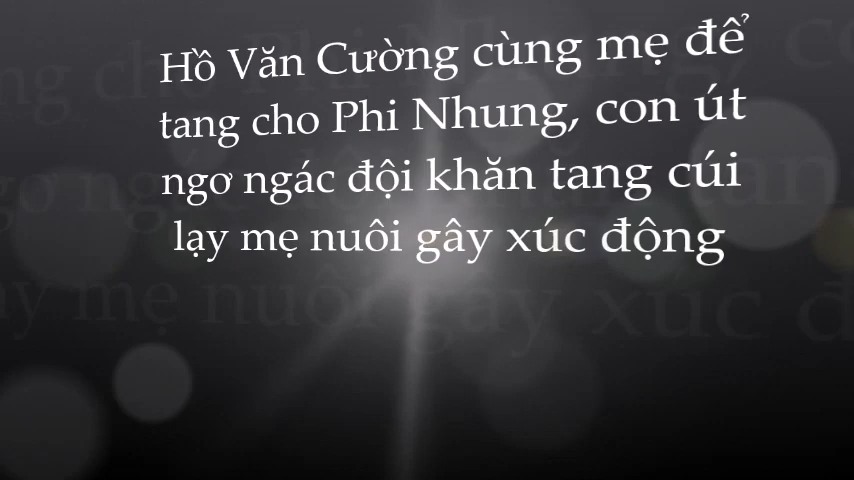 Hồ Văn Cường cùng mẹ để
tang cho Phi Nhung, con út
ngơ ngác đội khăn tang cúi
lạy mẹ nuôi gây xúc động